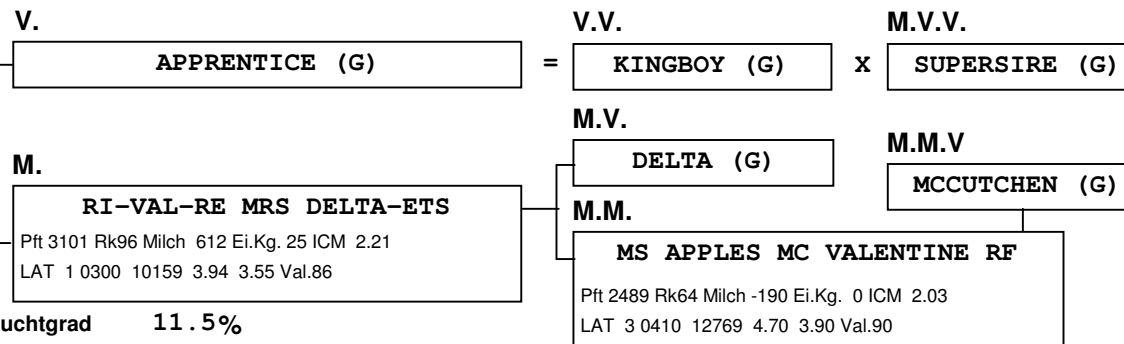 V.
V.V.
M.V.V.
APPRENTICE (G)
=
KINGBOY (G)
X
SUPERSIRE (G)
M.V.
DELTA (G)
M.M.V
MCCUTCHEN (G)
M.
RI-VAL-RE MRS DELTA-ETS
Pft 3101 Rk96 Milch 612 Ei.Kg. 25 ICM 2.21
LAT 1 0300 10159 3.94 3.55 Val.86
M.M.
MS APPLES MC VALENTINE RF
Pft 2489 Rk64 Milch -190 Ei.Kg. 0 ICM 2.03
LAT 3 0410 12769 4.70 3.90 Val.90
uchtgrad 11.5%